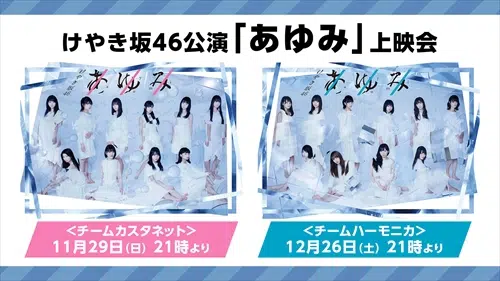 けやき坂46公演「あゆみ」上映会
あゆみ
あゆみ
<チームカスタネット>
11月29日(日) 21時より
<チームハーモニカ>
12月26日(土) 21時より